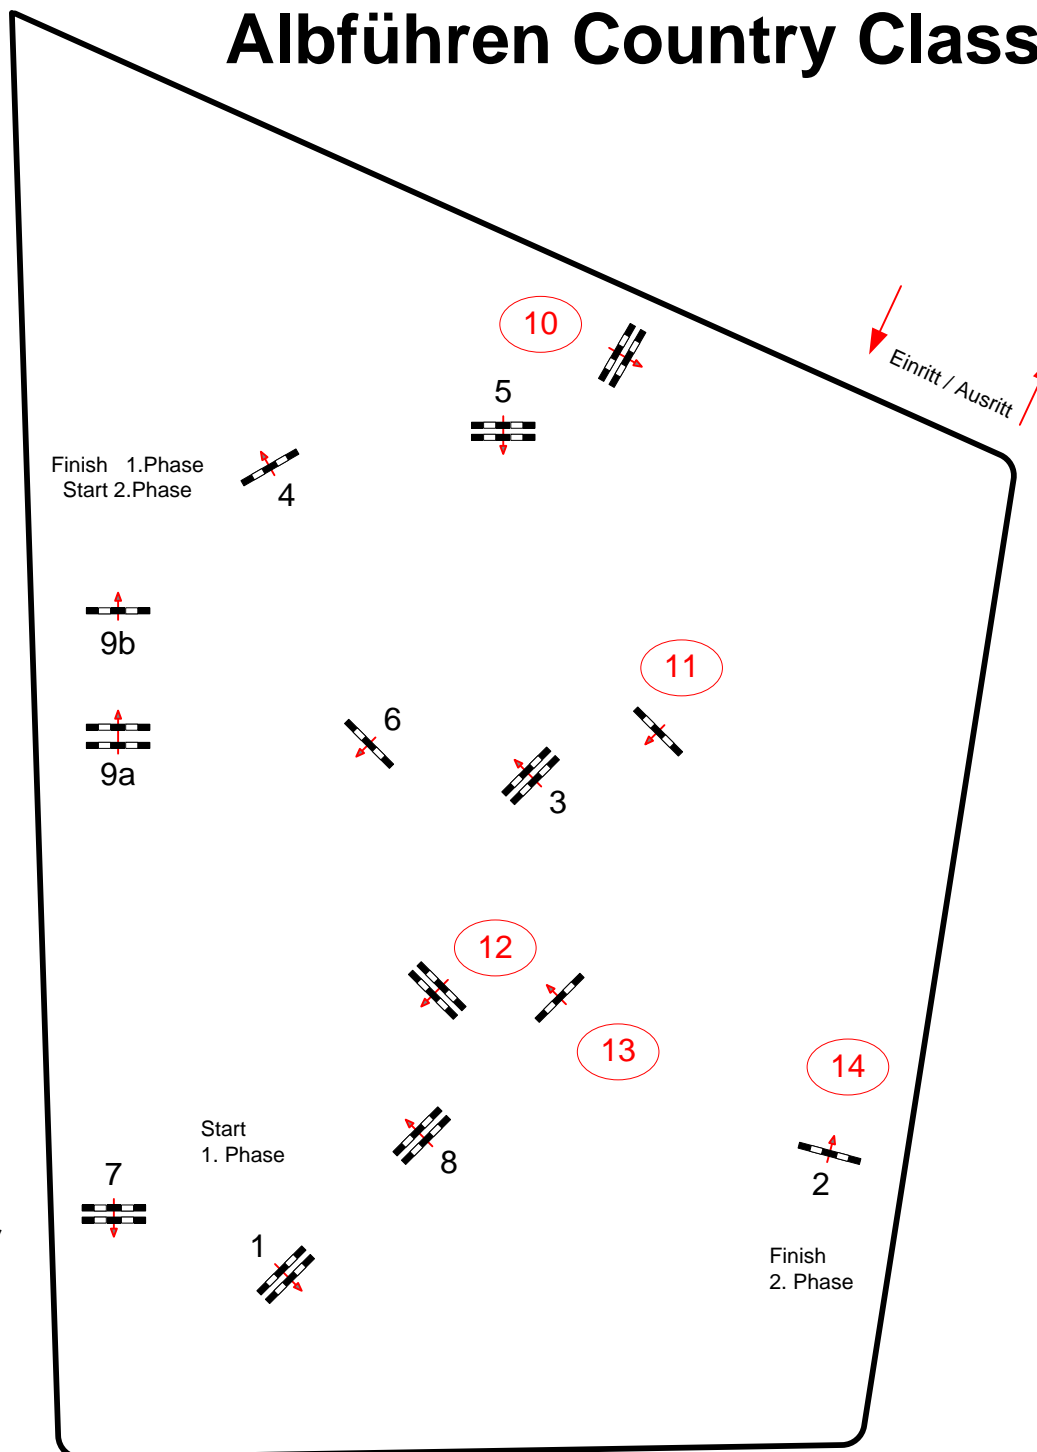 Albführen Country Class
10
Einritt / Ausritt
5
Finish 1.Phase
Start 2.Phase
4
9b
11
6
9a
3
12
13
14
Start
1. Phase
8
7
2
1
Finish
2. Phase